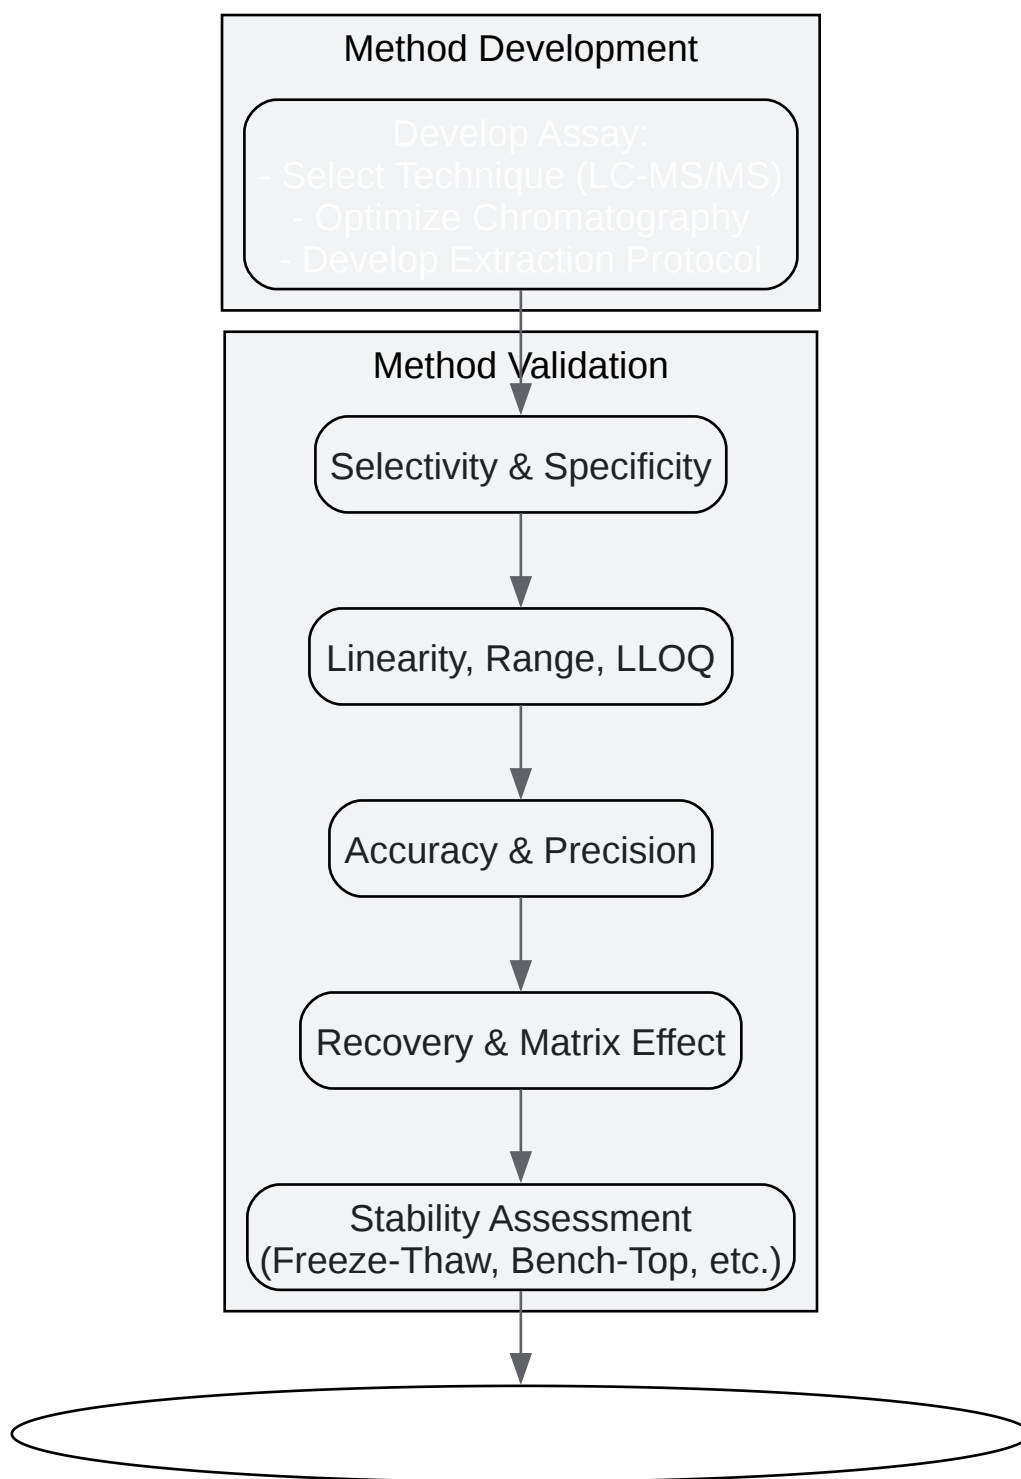 Method Development
Develop Assay:
- Select Technique (LC-MS/MS)
- Optimize Chromatography
- Develop Extraction Protocol
Method Validation
Selectivity & Specificity
Linearity, Range, LLOQ
Accuracy & Precision
Recovery & Matrix Effect
Stability Assessment
(Freeze-Thaw, Bench-Top, etc.)